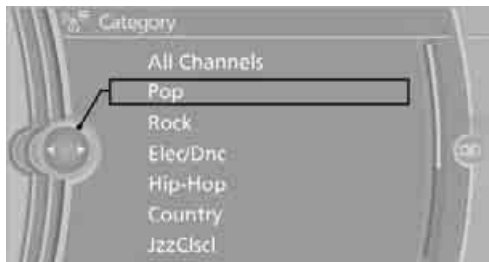 Category
All Channels
Pop
Rock
Elec/Dnc
Hip-Hop
Country
JzzClscl